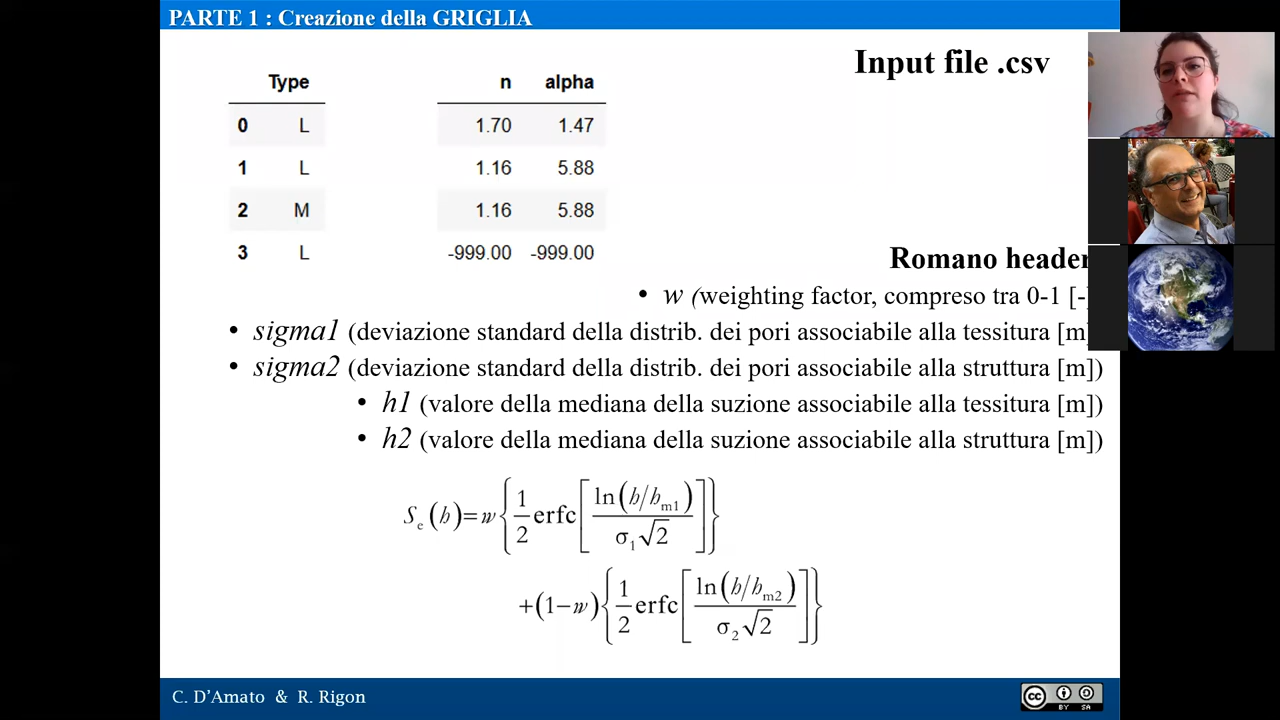 PARTE 1 : Creazione della GRIGLIA
Input file .csv
Type n alpha
0 L 1.70 1.47
1 L 1.16 5.88
2 M 1.16 5.88
3 L -999.00 -999.00
Romano header
• w (weighting factor, compreso tra 0-1 [-]
• sigma1 (deviazione standard della distrib. dei pori associabile alla tessitura [m]
• sigma2 (deviazione standard della distrib. dei pori associabile alla struttura [m])
• h1 (valore della mediana della suzione associabile alla tessitura [m])
• h2 (valore della mediana della suzione associabile alla struttura [m])
S_e(h)=w{1/2 erfc[ln(h/h_m1)/σ_1√2]}
+(1−w){1/2 erfc[ln(h/h_m2)/σ_2√2]}
C. D'Amato & R. Rigon
cc BY SA